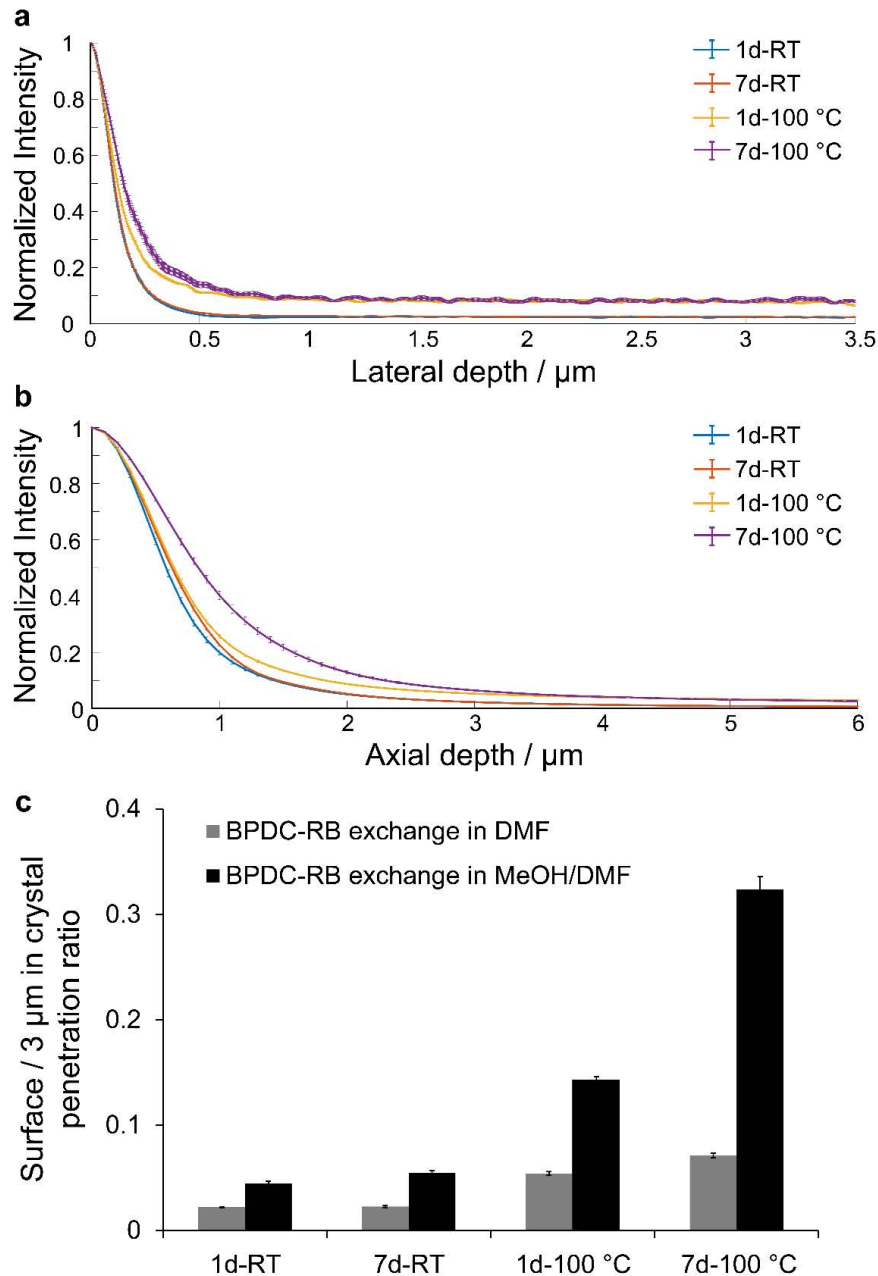 a
Normalized Intensity
1
0.8
0.6
0.4
0.2
0
0
0.5
1
1.5
2
2.5
3
3.5
Lateral depth / µm
1d-RT
7d-RT
1d-100 °C
7d-100 °C
b
Normalized Intensity
1
0.8
0.6
0.4
0.2
0
0
1
2
3
4
5
6
Axial depth / µm
1d-RT
7d-RT
1d-100 °C
7d-100 °C
c
Surface / 3 µm in crystal
penetration ratio
0.4
0.3
0.2
0.1
0
BPDC-RB exchange in DMF
BPDC-RB exchange in MeOH/DMF
1d-RT
7d-RT
1d-100 °C
7d-100 °C